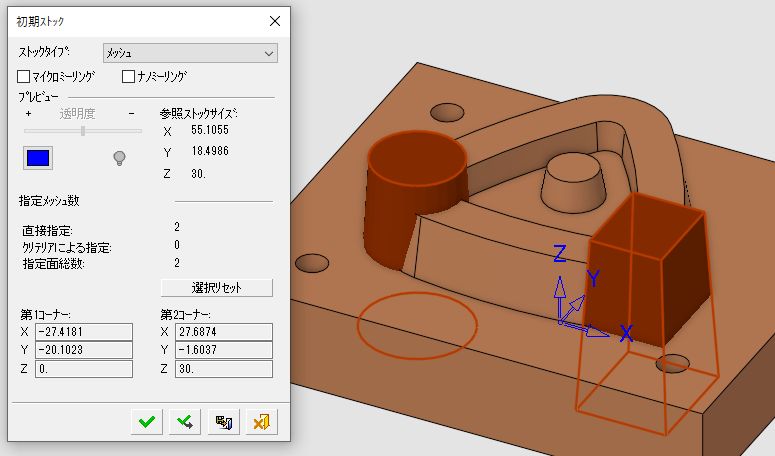 初期ｽﾄｯｸ
ｽﾄｯｸﾀｲﾌﾟ:
ﾒｯｼｭ
ﾏｲｸﾛﾐｰﾘﾝｸﾞ ﾅﾉﾐｰﾘﾝｸﾞ
ﾌﾟﾚﾋﾞｭｰ
+ 透明度 -
参照ｽﾄｯｸｻｲｽﾞ:
X 55.1055
Y 18.4986
Z 30.
指定ﾒｯｼｭ数
直接指定: 2
ｸﾘﾃﾘｱによる指定: 0
指定面総数: 2
選択ﾘｾｯﾄ
第1ｺｰﾅｰ: 第2ｺｰﾅｰ:
X -27.4181 X 27.6874
Y -20.1023 Y -1.6037
Z 0. Z 30.
Z
Y
X